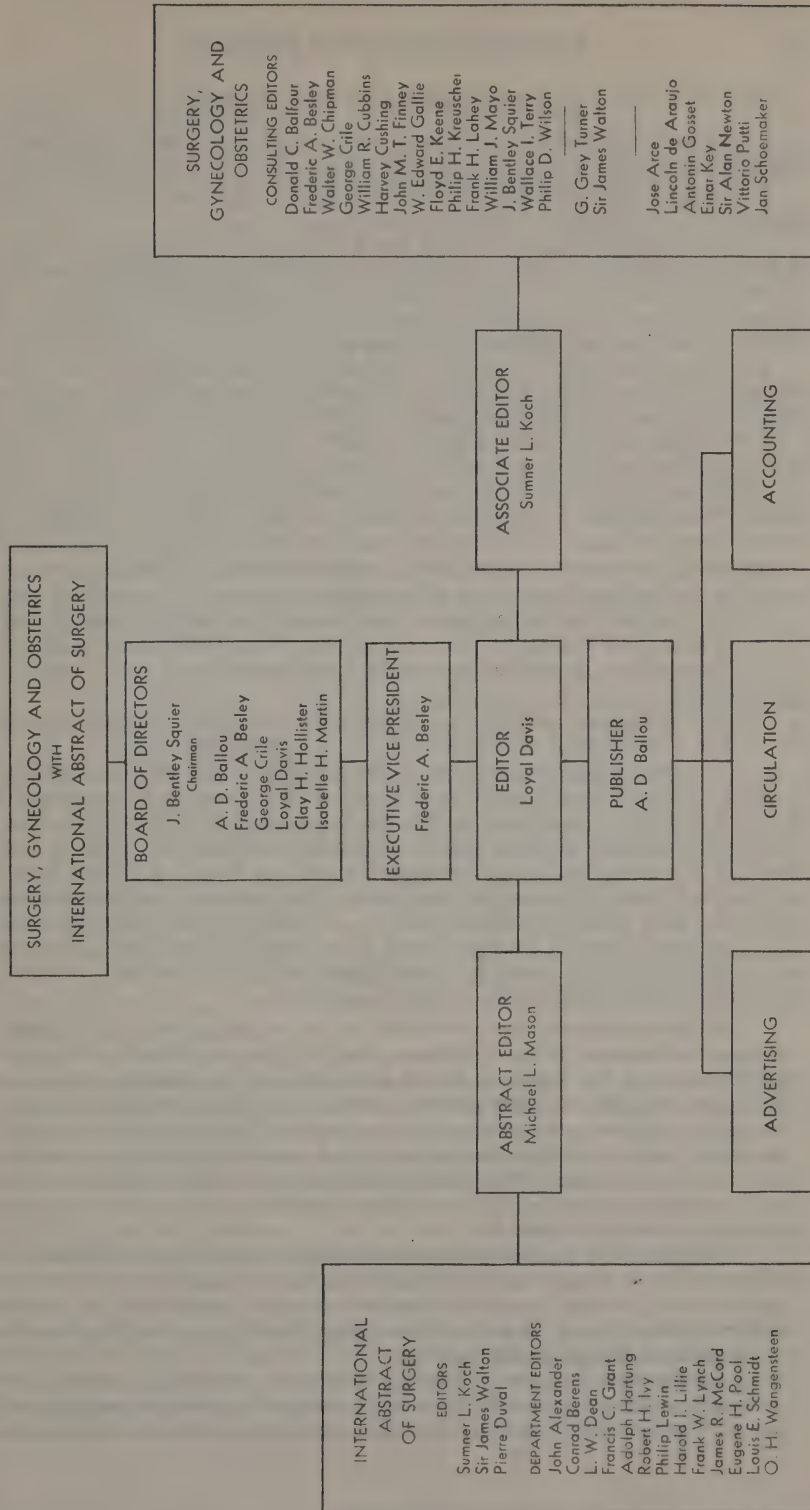 SURGERY, GYNECOLOGY AND OBSTETRICS
WITH
INTERNATIONAL ABSTRACT OF SURGERY
BOARD OF DIRECTORS
J. Bentley Squier
Chairman
A. D. Ballou
Frederic A Besley
George Crile
Loyal Davis
Clay H. Hollister
Isabelle H. Martin
EXECUTIVE VICE PRESIDENT
Frederic A. Besley
INTERNATIONAL
ABSTRACT
OF SURGERY
EDITORS
Sumner L. Koch
Sir James Walton
Pierre Duval
DEPARTMENT EDITORS
John Alexander
Conrad Berens
L. W. Dean
Francis C. Grant
Adolph Hartung
Robert H. Ivy
Philip Lewin
Harold I. Lillie
Frank W. Lynch
James R. McCord
Eugene H. Pool
Louis E. Schmidt
O. H. Wangensteen
ABSTRACT EDITOR
Michael L. Mason
EDITOR
Loyal Davis
ASSOCIATE EDITOR
Sumner L. Koch
SURGERY,
GYNECOLOGY AND
OBSTETRICS
CONSULTING EDITORS
Donald C. Balfour
Frederic A. Besley
Walter W. Chipman
George Crile
William R. Cubbins
Harvey Cushing
John M. T. Finney
W. Edward Gallie
Floyd E. Keene
Philip H. Kreuscher
Frank H. Lahey
William J. Mayo
J. Bentley Squier
Wallace I. Terry
Philip D. Wilson
G. Grey Turner
Sir James Walton
Jose Arce
Lincoln de Araujo
Antonin Gosset
Einar Key
Sir Alan Newton
Vittorio Putti
Jan Schoemaker
PUBLISHER
A. D Ballou
ADVERTISING
CIRCULATION
ACCOUNTING